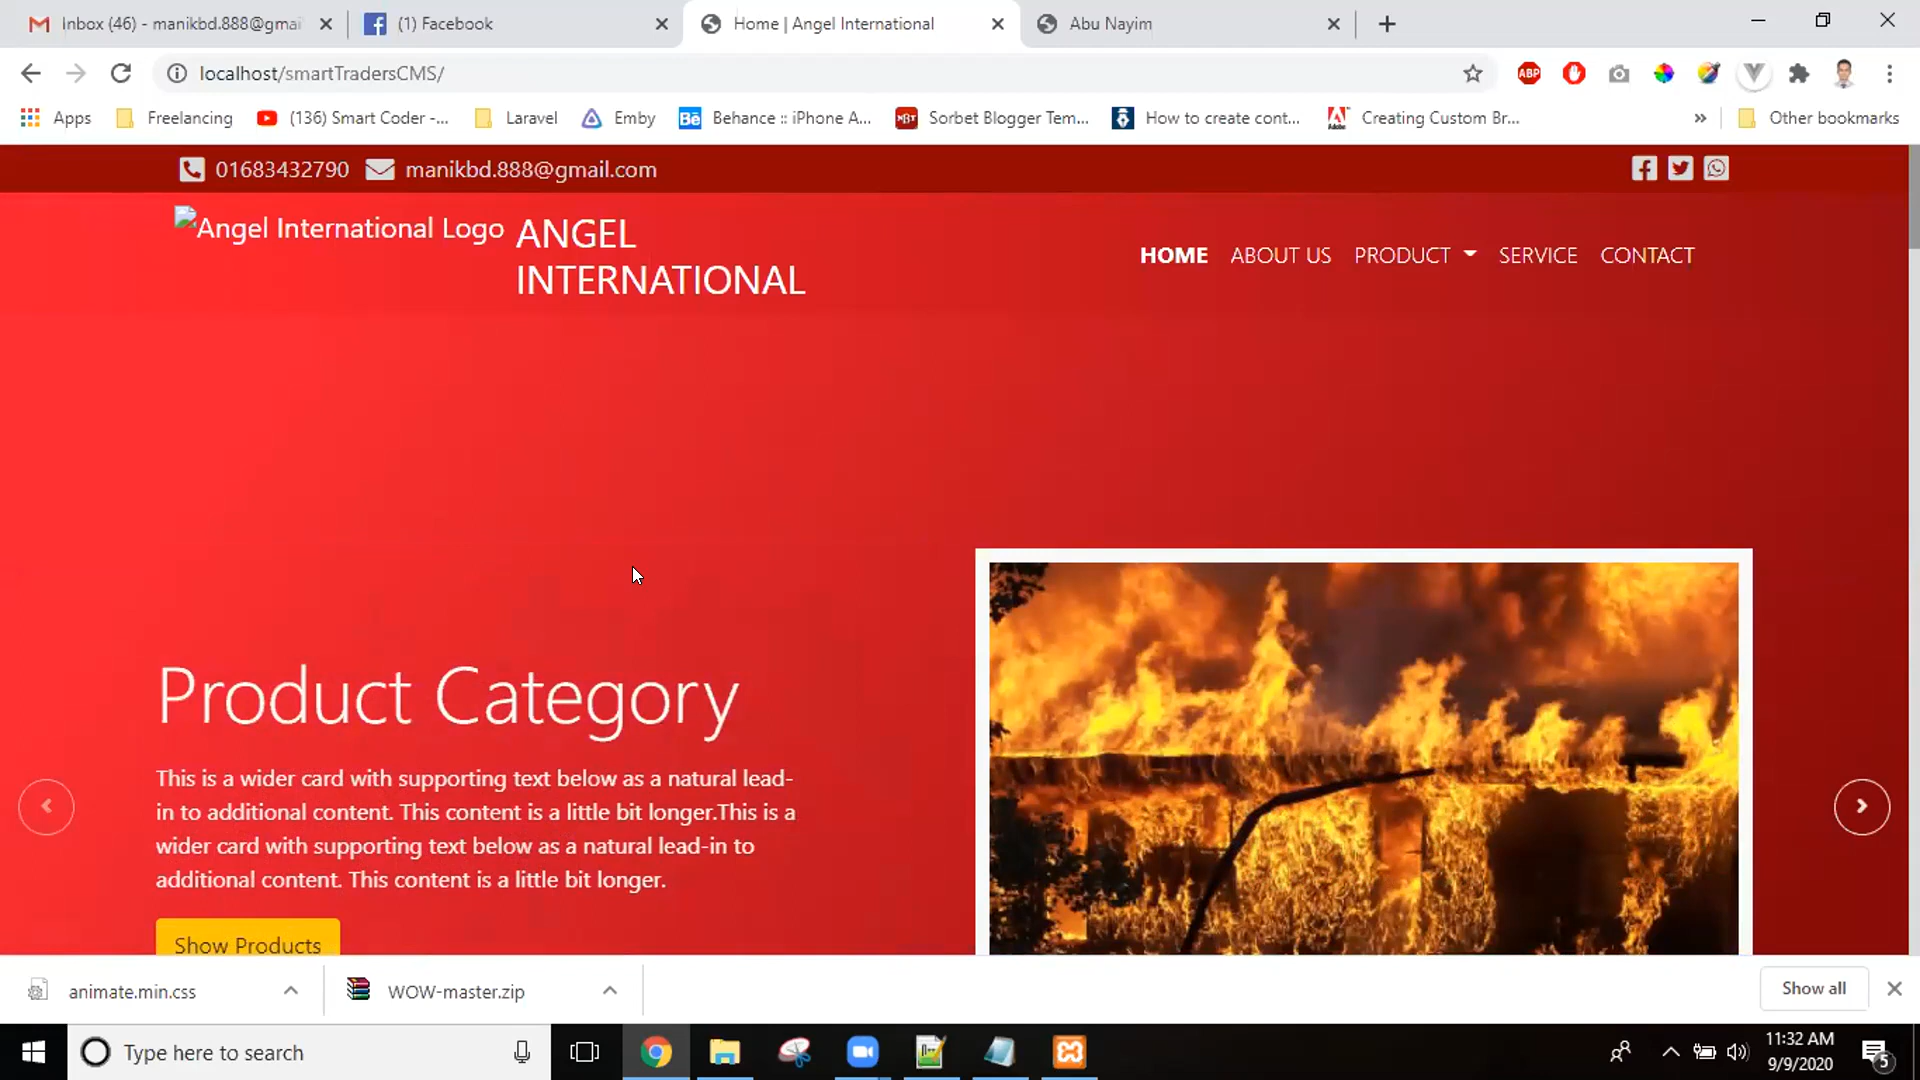 Inbox (46) - manikbd.888@gmai
(1) Facebook
Home | Angel International
Abu Nayim
localhost/smartTradersCMS/
ABP
Apps
Freelancing
(136) Smart Coder -...
Laravel
Emby
Bē
Behance :: iPhone A...
Sorbet Blogger Tem...
How to create cont...
Creating Custom Br...
»
Other bookmarks
01683432790
manikbd.888@gmail.com
Angel International Logo
ANGEL
INTERNATIONAL
HOME
ABOUT US
PRODUCT
SERVICE
CONTACT
Product Category
This is a wider card with supporting text below as a natural lead-
in to additional content. This content is a little bit longer.This is a
wider card with supporting text below as a natural lead-in to
additional content. This content is a little bit longer.
Show Products
animate.min.css
WOW-master.zip
Show all
Type here to search
11:32 AM
9/9/2020
5